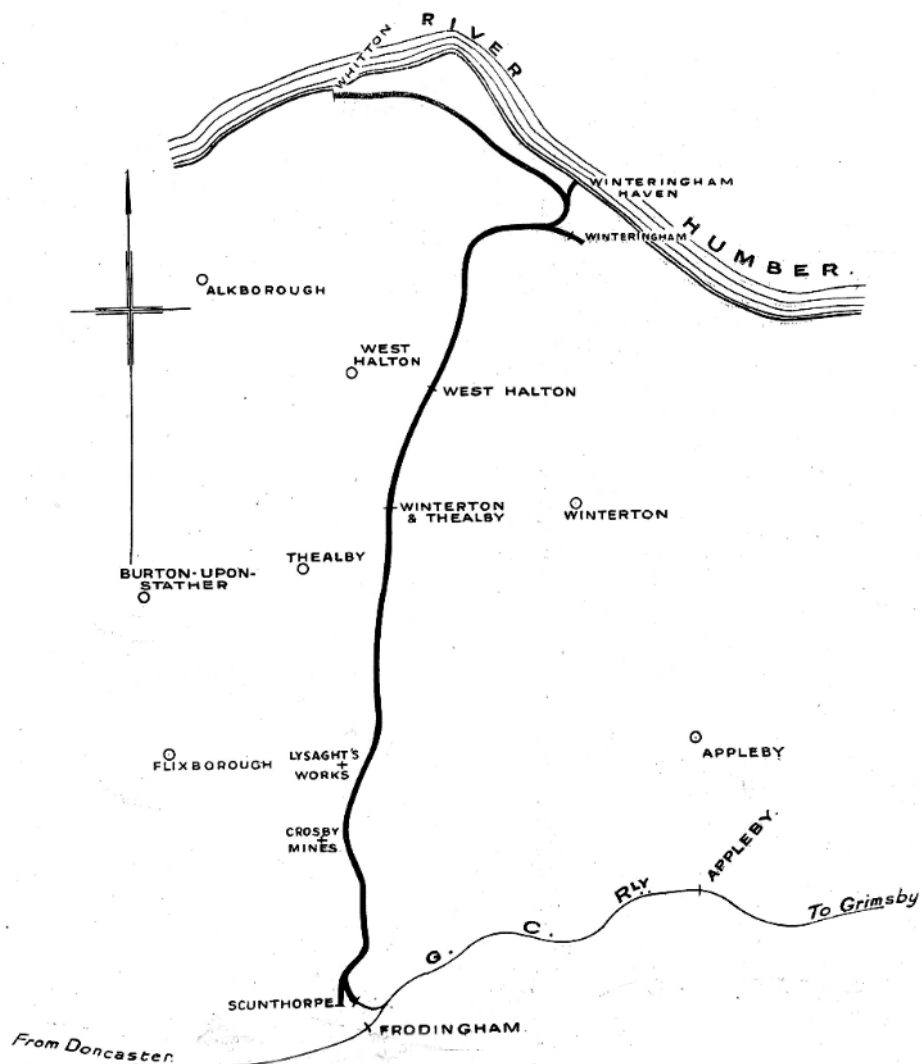 RIVER
WHITTON
WINTERINGHAM
HAVEN
WINTERINGHAM
HUMBER.
ALKBOROUGH
WEST
HALTON
WEST HALTON
WINTERTON
& THEALBY
WINTERTON
THEALBY
BURTON-UPON-
STATHER
FLIXBOROUGH
LYSAGHT'S
WORKS
APPLEBY
CROSBY
MINES
APPLEBY.
G. C. RLY.
To Grimsby
SCUNTHORPE
FRODINGHAM.
From Doncaster.